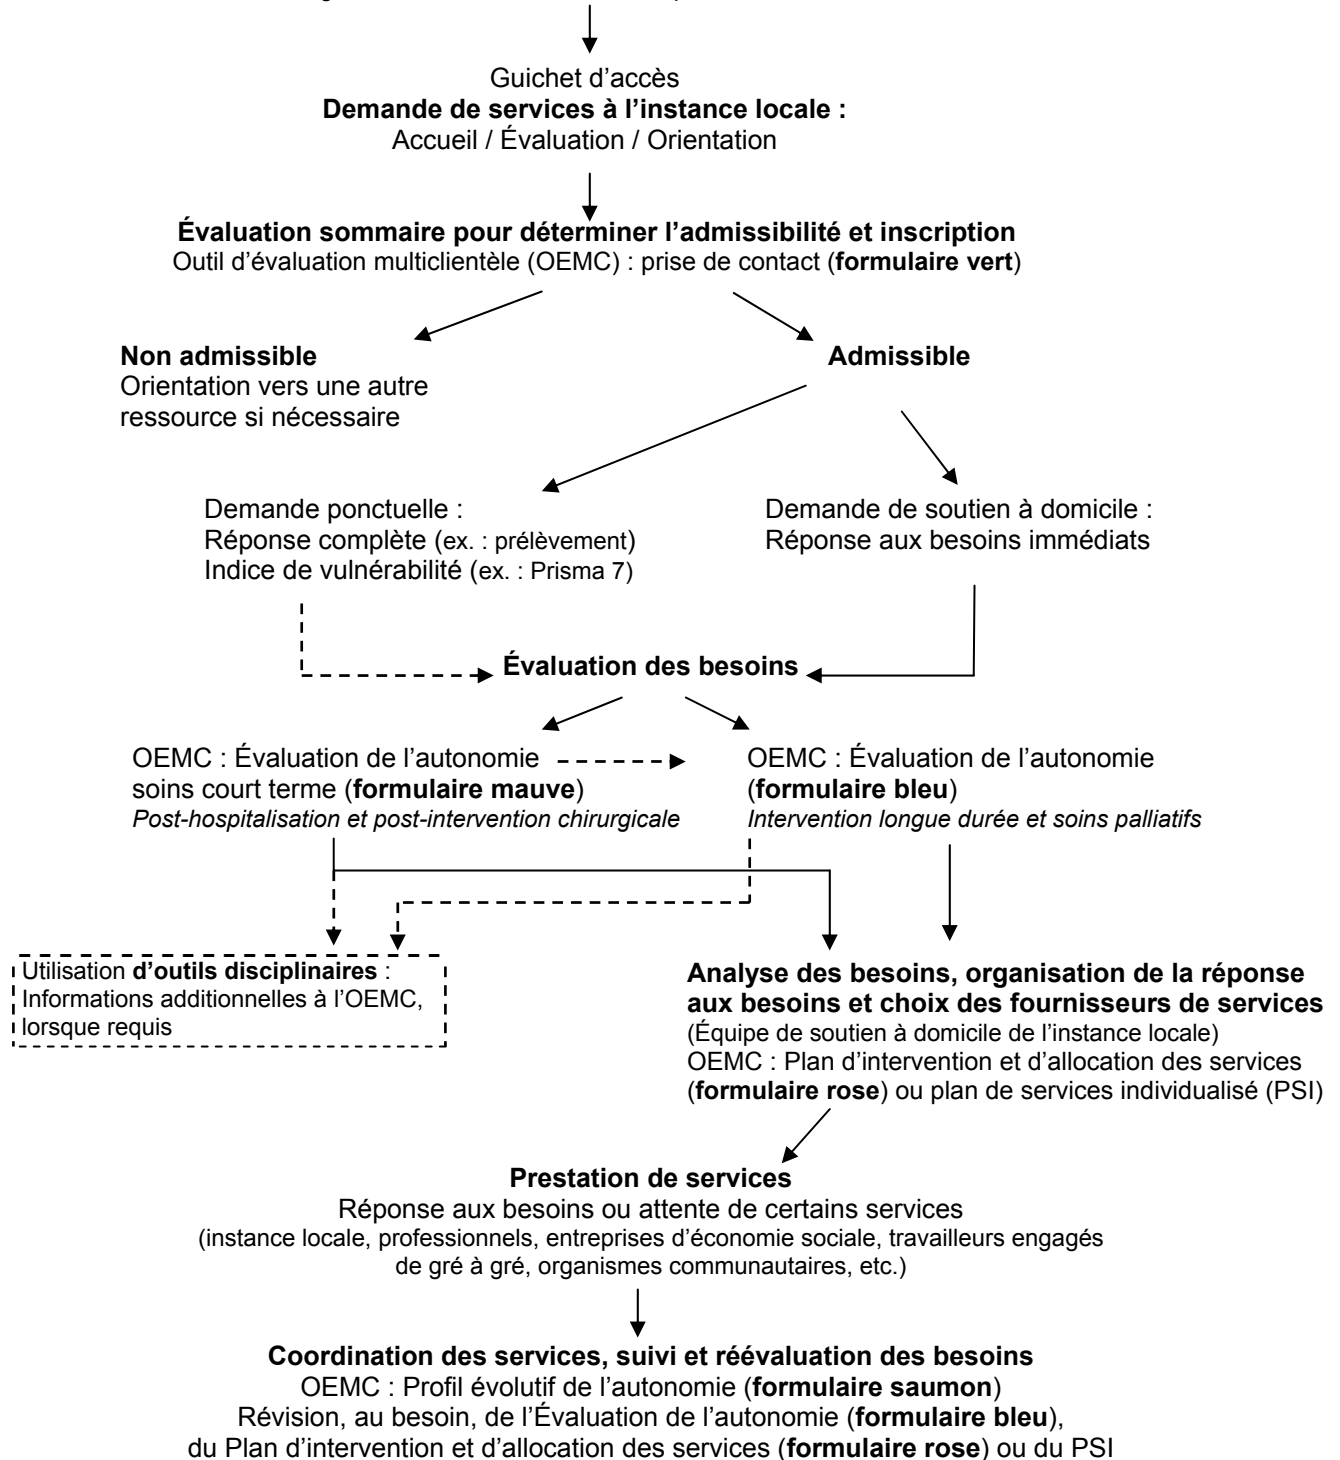 Guichet d’accès
Demande de services à l’instance locale :
Accueil / Évaluation / Orientation
Évaluation sommaire pour déterminer l’admissibilité et inscription
Outil d’évaluation multiclientèle (OEMC) : prise de contact (formulaire vert)
Non admissible
Orientation vers une autre
ressource si nécessaire
Admissible
Demande ponctuelle :
Réponse complète (ex. : prélèvement)
Indice de vulnérabilité (ex. : Prisma 7)
Demande de soutien à domicile :
Réponse aux besoins immédiats
Évaluation des besoins
OEMC : Évaluation de l’autonomie
soins court terme (formulaire mauve)
Post-hospitalisation et post-intervention chirurgicale
OEMC : Évaluation de l’autonomie
(formulaire bleu)
Intervention longue durée et soins palliatifs
Utilisation d’outils disciplinaires :
Informations additionnelles à l’OEMC,
lorsque requis
Analyse des besoins, organisation de la réponse
aux besoins et choix des fournisseurs de services
(Équipe de soutien à domicile de l’instance locale)
OEMC : Plan d’intervention et d’allocation des services
(formulaire rose) ou plan de services individualisé (PSI)
Prestation de services
Réponse aux besoins ou attente de certains services
(instance locale, professionnels, entreprises d’économie sociale, travailleurs engagés
de gré à gré, organismes communautaires, etc.)
Coordination des services, suivi et réévaluation des besoins
OEMC : Profil évolutif de l’autonomie (formulaire saumon)
Révision, au besoin, de l’Évaluation de l’autonomie (formulaire bleu),
du Plan d’intervention et d’allocation des services (formulaire rose) ou du PSI